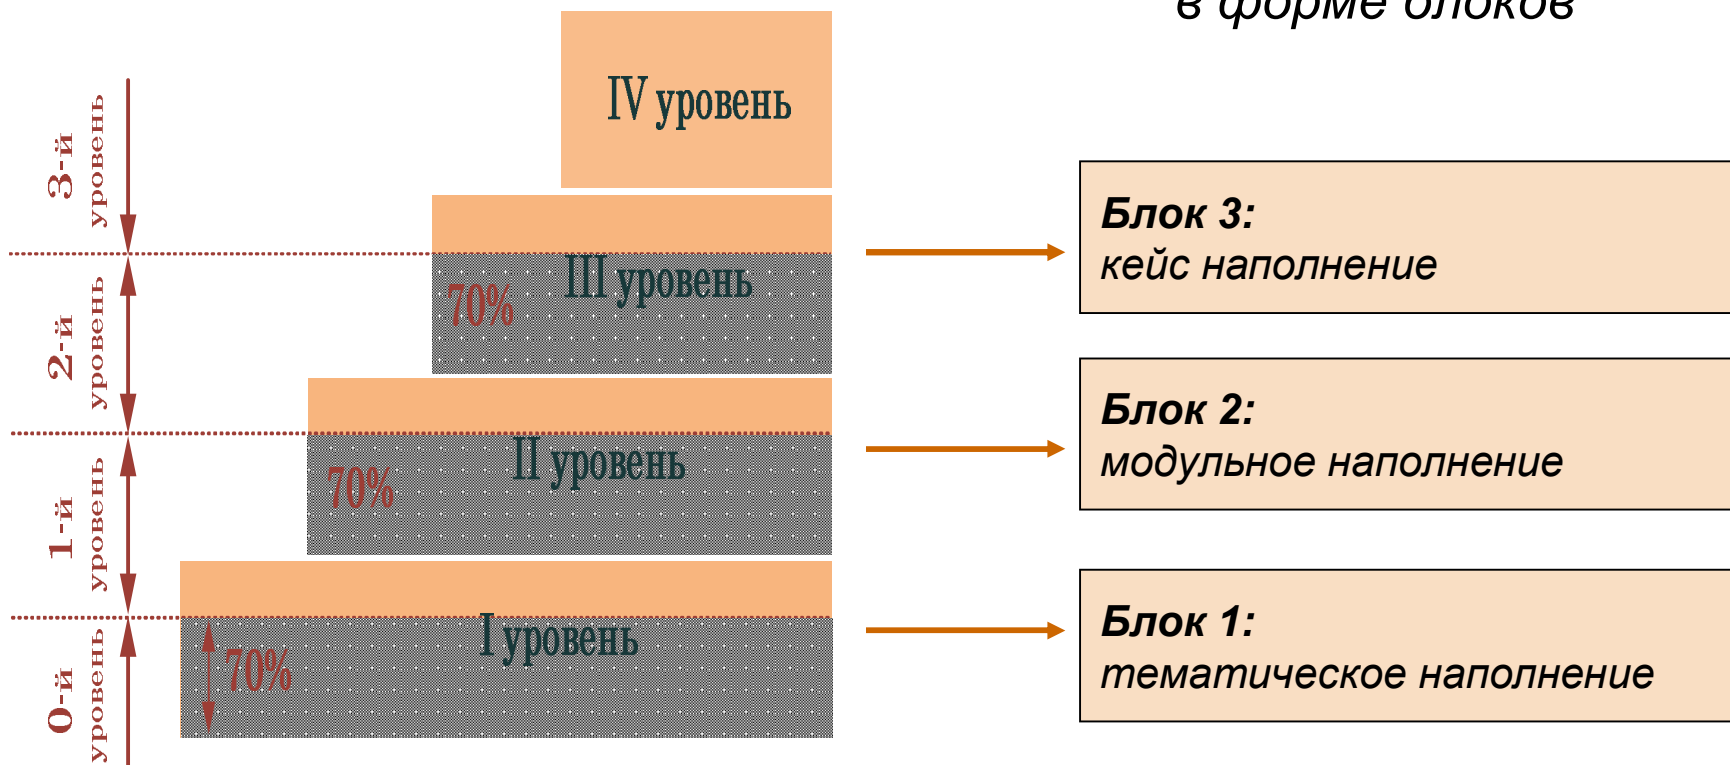 в форме блоков
IV уровень
3-й
уровень
Блок 3:
кейс наполнение
III уровень
70%
2-й
уровень
Блок 2:
модульное наполнение
II уровень
70%
1-й
уровень
Блок 1:
тематическое наполнение
I уровень
70%
0-й
уровень